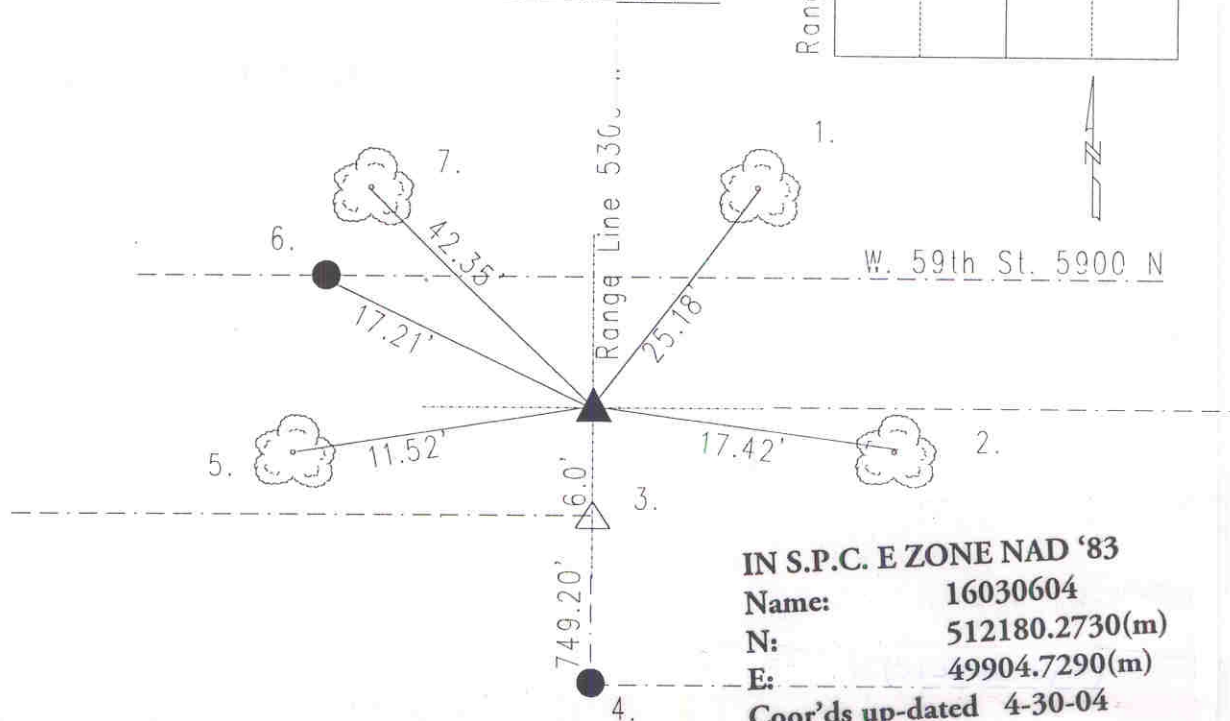 1.
7.
6.
W. 59th St. 5900 N
Range Line
42.35'
25.18'
17.21'
11.52'
17.42'
5.
2.
6.0'
3.
749.20'
4.
N
IN S.P.C. E ZONE NAD '83
Name: 16030604
N: 512180.2730(m)
E: 49904.7290(m)
Coor'ds up-dated 4-30-04